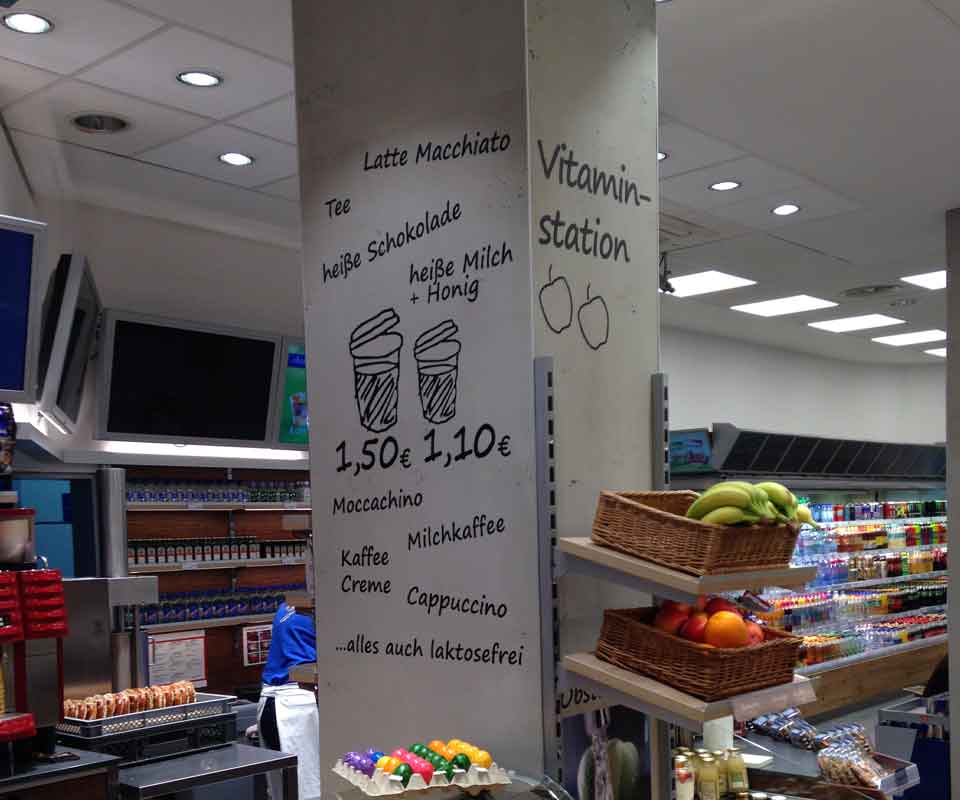 Latte Macchiato
Tee
heiße Schokolade
heiße Milch
+ Honig
1,50€ 1,10€
Moccachino
Milchkaffee
Kaffee
Creme
Cappuccino
...alles auch laktosefrei
Vitamin-
station
Obst